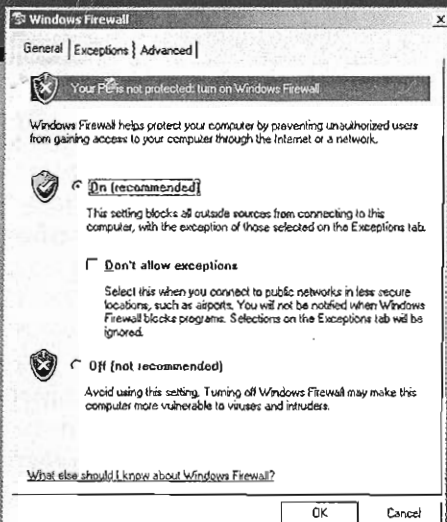 Windows Firewall
General Exceptions Advanced
Your PC is not protected: turn on Windows Firewall
Windows Firewall helps protect your computer by preventing unauthorized users
from gaining access to your computer through the Internet or a network.
On (recommended)
This setting blocks all outside sources from connecting to this
computer, with the exception of those selected on the Exceptions tab.
Don't allow exceptions
Select this when you connect to public networks in less secure
locations, such as airports. You will not be notified when Windows
Firewall blocks programs. Selections on the Exceptions tab will be
ignored.
Off (not recommended)
Avoid using this setting. Turning off Windows Firewall may make this
computer more vulnerable to viruses and intruders.
What else should I know about Windows Firewall?
OK Cancel